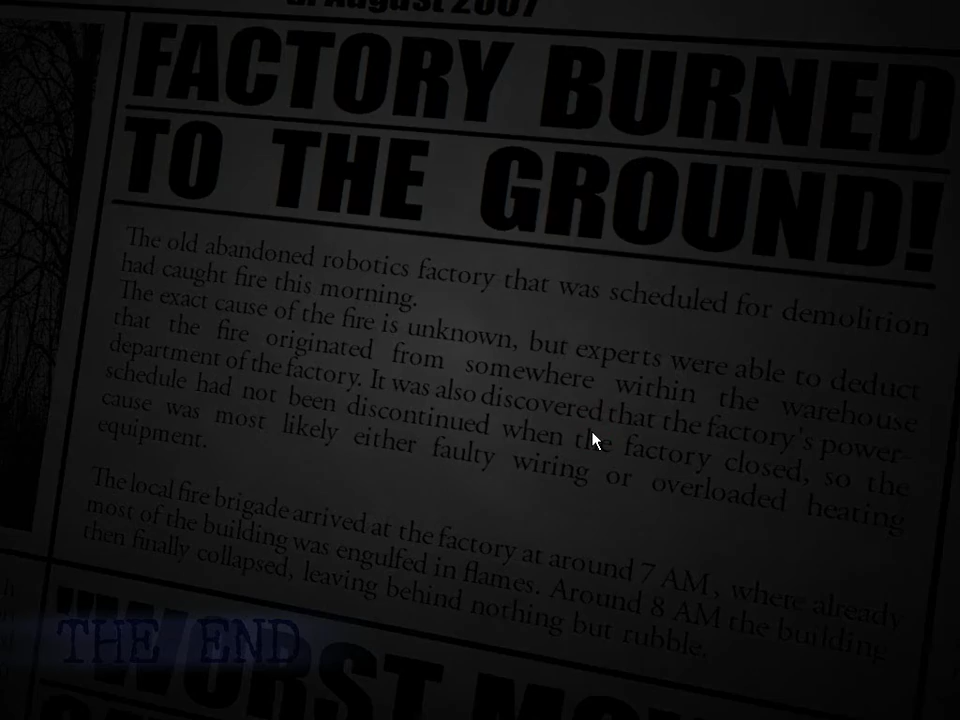 August 2007
FACTORY BURNED
TO THE GROUND!
The old abandoned robotics factory that was scheduled for demolition
had caught fire this morning.
The exact cause of the fire is unknown, but experts were able to deduct
that the fire originated from somewhere within the warehouse
department of the factory. It was also discovered that the factory's power-
schedule had not been discontinued when the factory closed, so the
cause was most likely either faulty wiring or overloaded heating
equipment.
The local fire brigade arrived at the factory at around 7 AM, where already
most of the building was engulfed in flames. Around 8 AM the building
then finally collapsed, leaving behind nothing but rubble.
"WORST
THE END